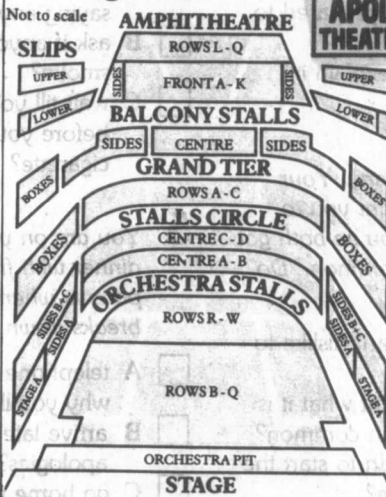 Not to scale
AMPHITHEATRE
SLIPS
ROWS L - Q
UPPER
SIDES
FRONT A - K
SIDES
UPPER
LOWER
LOWER
BALCONY STALLS
SIDES
CENTRE
SIDES
GRAND TIER
BOXES
ROWS A - C
BOXES
STALLS CIRCLE
BOXES
CENTRE C - D
BOXES
CENTRE A - B
ORCHESTRA STALLS
SIDES B+C
SIDES A
ROWS R - W
SIDES B+C
SIDES A
STAGE A
ROWS B - Q
STAGE A
ORCHESTRA PIT
STAGE